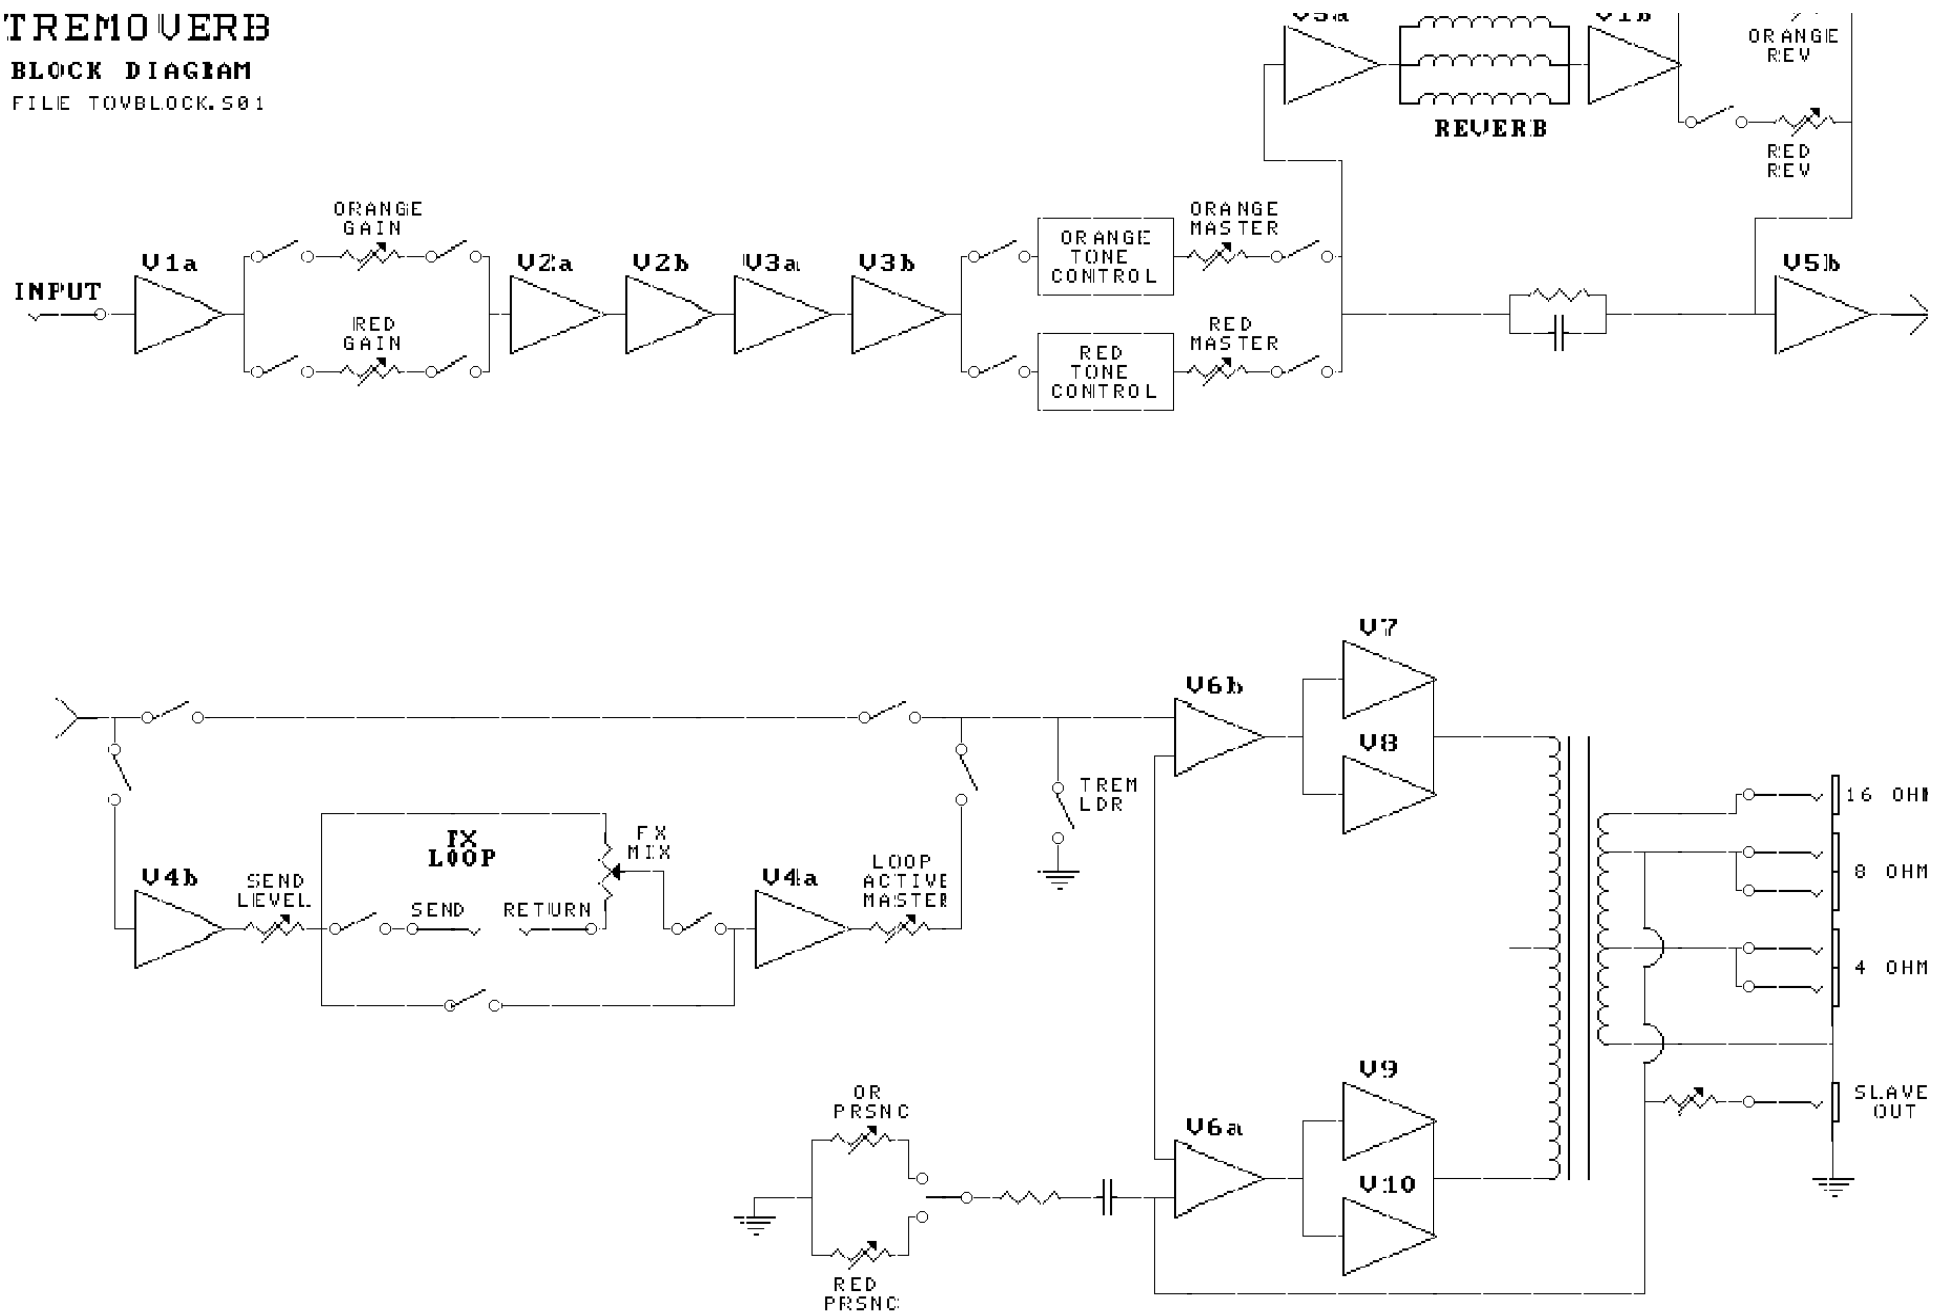 TREMOVERB
BLOCK DIAGRAM
FILE TOVBLOCK.S01
V5a
V1b
ORANGE
REV
REVERB
RED
REV
ORANGE
GAIN
ORANGE
MASTER
V1a
V2a
V2b
V3a
V3b
ORANGE
TONE
CONTROL
V5b
INPUT
RED
GAIN
RED
MASTER
RED
TONE
CONTROL
V7
V6b
V8
TREM
LDR
16 OHM
FX
LOOP
FX
MIX
V4b
SEND
LEVEL
SEND
RETURN
V4a
LOOP
ACTIVE
MASTER
8 OHM
4 OHM
V9
OR
PRSNC
V6a
SLAVE
OUT
V10
RED
PRSNC